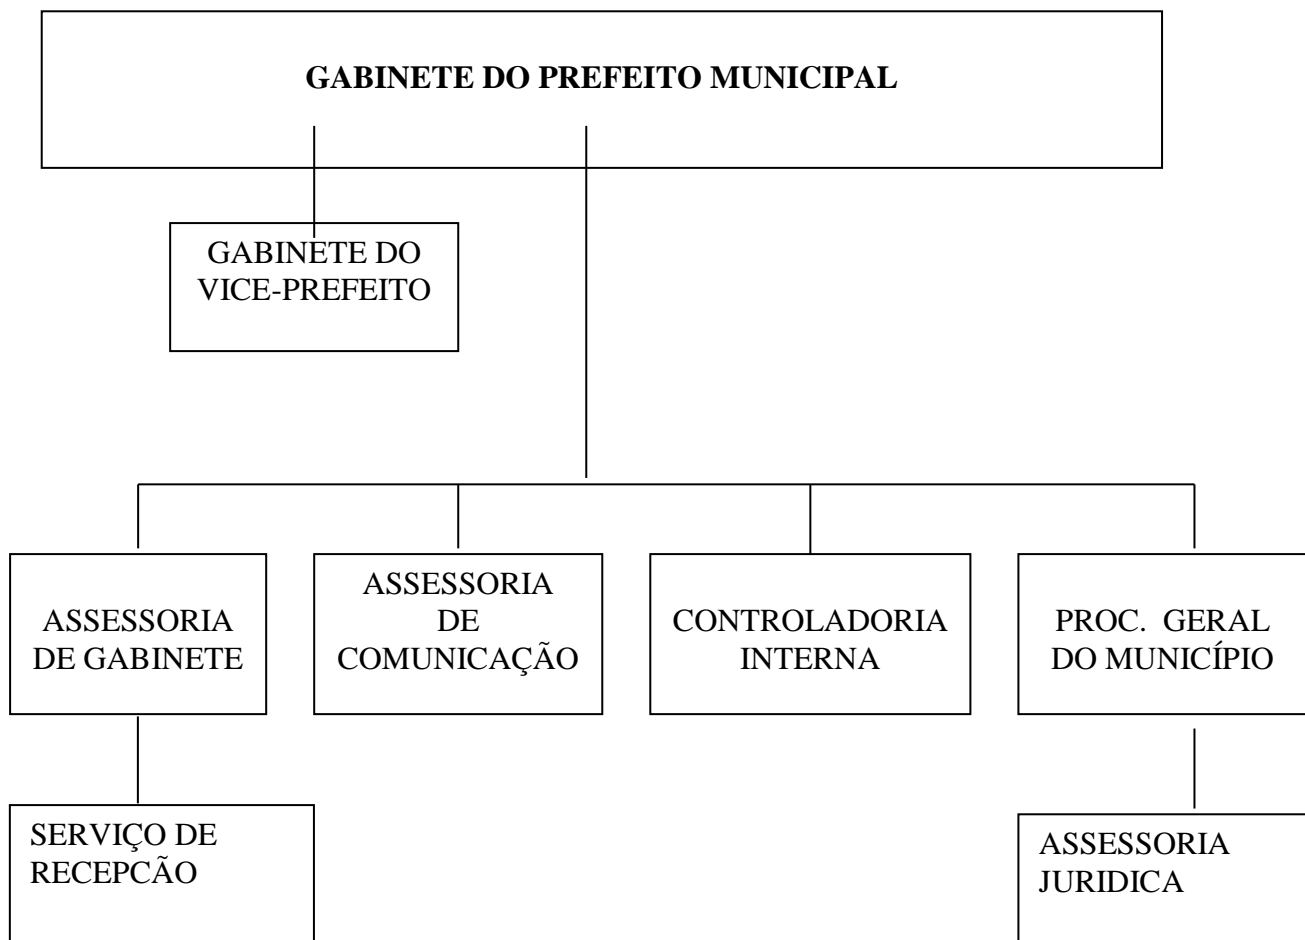 GABINETE DO PREFEITO MUNICIPAL
GABINETE DO
VICE-PREFEITO
ASSESSORIA
DE GABINETE
ASSESSORIA
DE
COMUNICAÇÃO
CONTROLADORIA
INTERNA
PROC. GERAL
DO MUNICÍPIO
SERVIÇO DE
RECEPCÃO
ASSESSORIA
JURIDICA